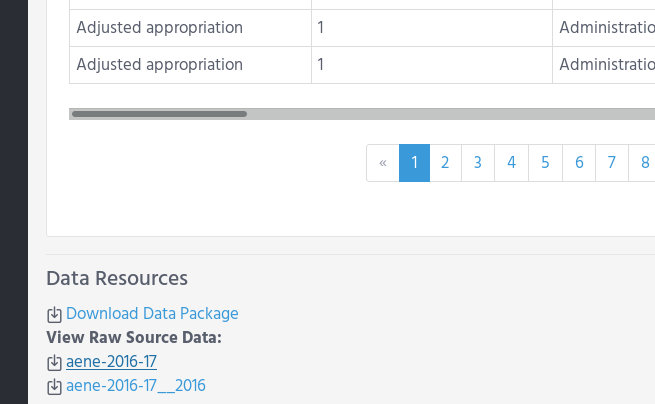 Adjusted appropriation 1 Administratio
Adjusted appropriation 1 Administratio
« 1 2 3 4 5 6 7 8
Data Resources
Download Data Package
View Raw Source Data:
aene-2016-17
aene-2016-17__2016